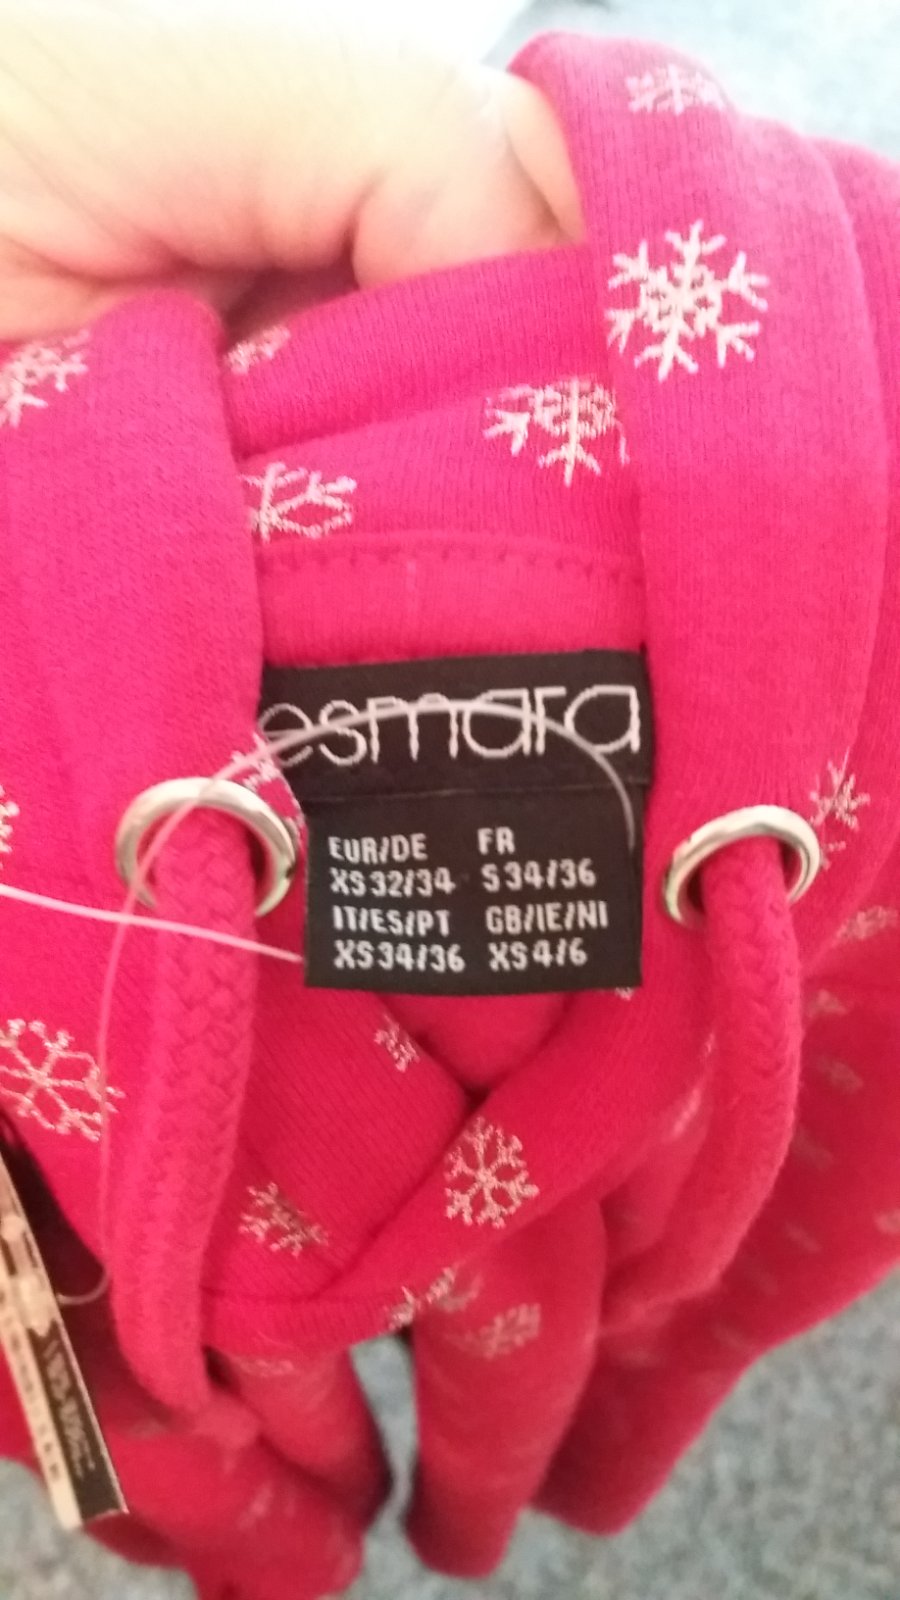 esmara
EUR/DE FR
XS 32/34 S 34/36
IT/ES/PT GB/IE/NI
XS 34/36 XS 4/6